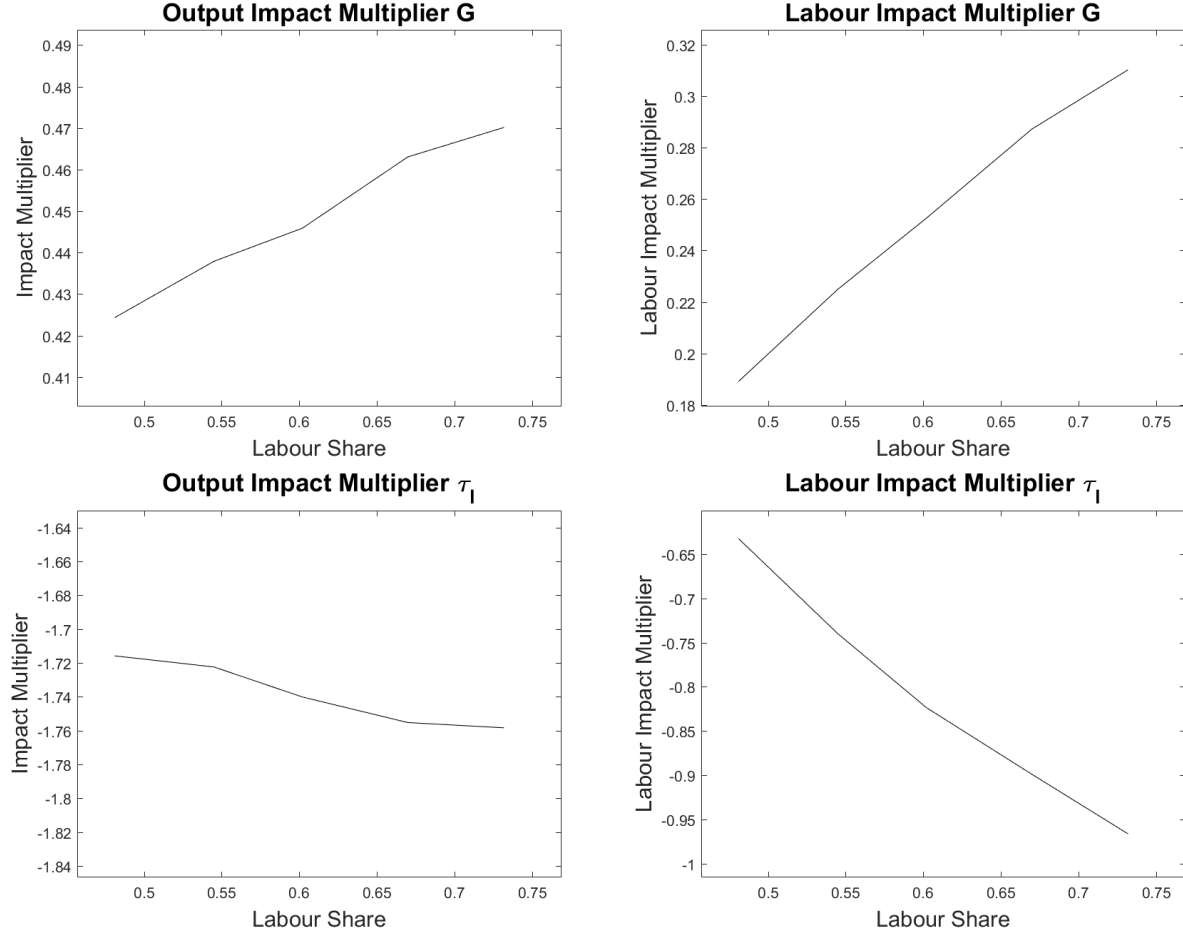 Output Impact Multiplier G
Impact Multiplier
0.49
0.48
0.47
0.46
0.45
0.44
0.43
0.42
0.41
0.5 0.55 0.6 0.65 0.7 0.75
Labour Share
Labour Impact Multiplier G
Labour Impact Multiplier
0.32
0.3
0.28
0.26
0.24
0.22
0.2
0.18
0.5 0.55 0.6 0.65 0.7 0.75
Labour Share
Output Impact Multiplier τ_l
Impact Multiplier
-1.64
-1.66
-1.68
-1.7
-1.72
-1.74
-1.76
-1.78
-1.8
-1.82
-1.84
0.5 0.55 0.6 0.65 0.7 0.75
Labour Share
Labour Impact Multiplier τ_l
Labour Impact Multiplier
-0.65
-0.7
-0.75
-0.8
-0.85
-0.9
-0.95
-1
0.5 0.55 0.6 0.65 0.7 0.75
Labour Share